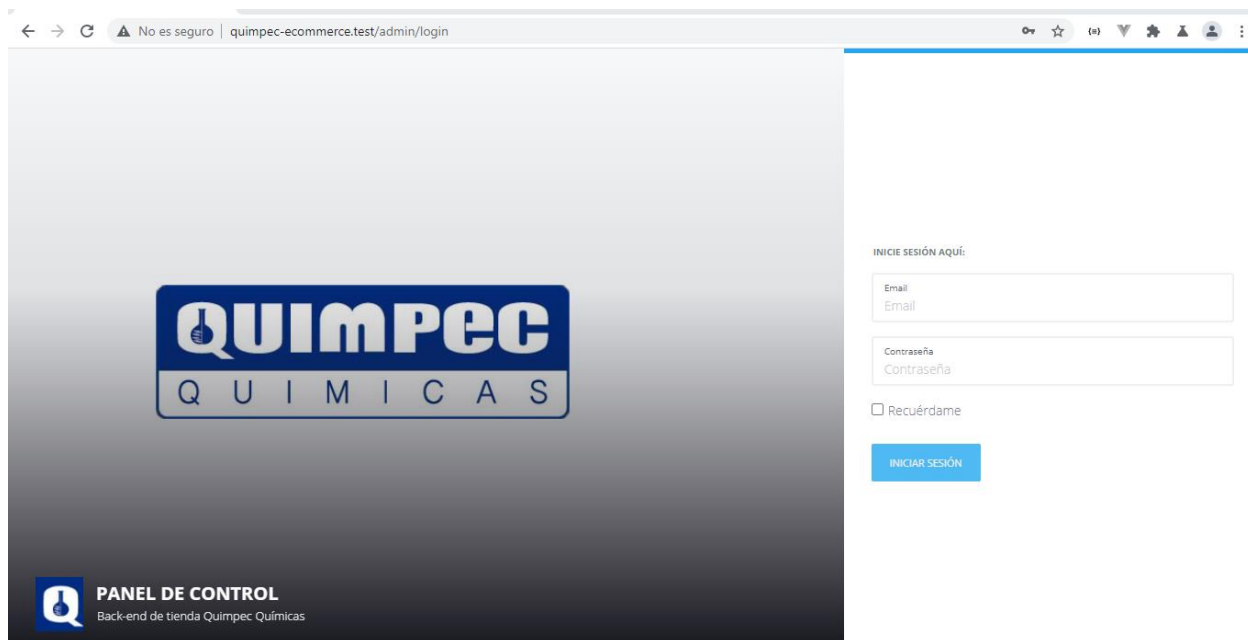 No es seguro | quimpec-ecommerce.test/admin/login
QUIMPEC
QUIMICAS
PANEL DE CONTROL
Back-end de tienda Quimpec Químicas
INICIE SESIÓN AQUÍ:
Email
Email
Contraseña
Contraseña
Recuérdame
INICIAR SESIÓN